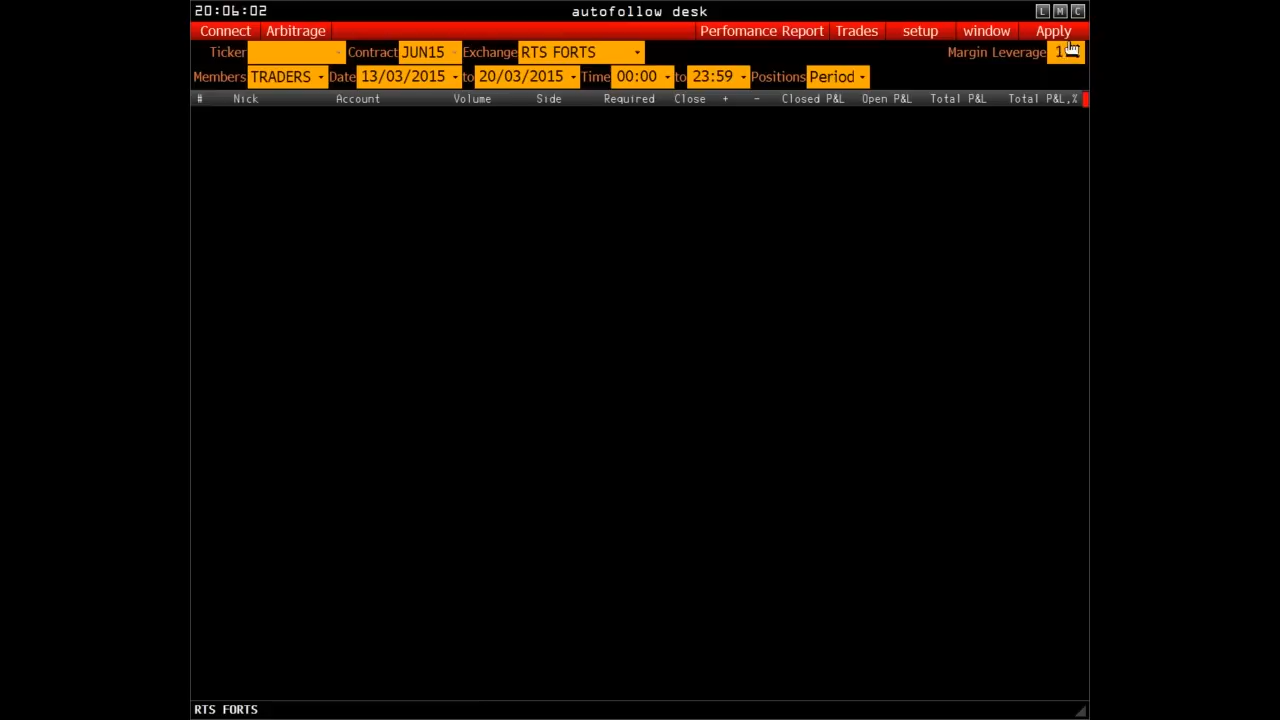 20:06:02 autofollow desk L M C
Connect Arbitrage Perfomance Report Trades setup window Apply
Ticker Contract JUN15 Exchange RTS FORTS Margin Leverage 1
Members TRADERS Date 13/03/2015 to 20/03/2015 Time 00:00 to 23:59 Positions Period
# Nick Account Volume Side Required Close + - Closed P&L Open P&L Total P&L Total P&L,%
RTS FORTS